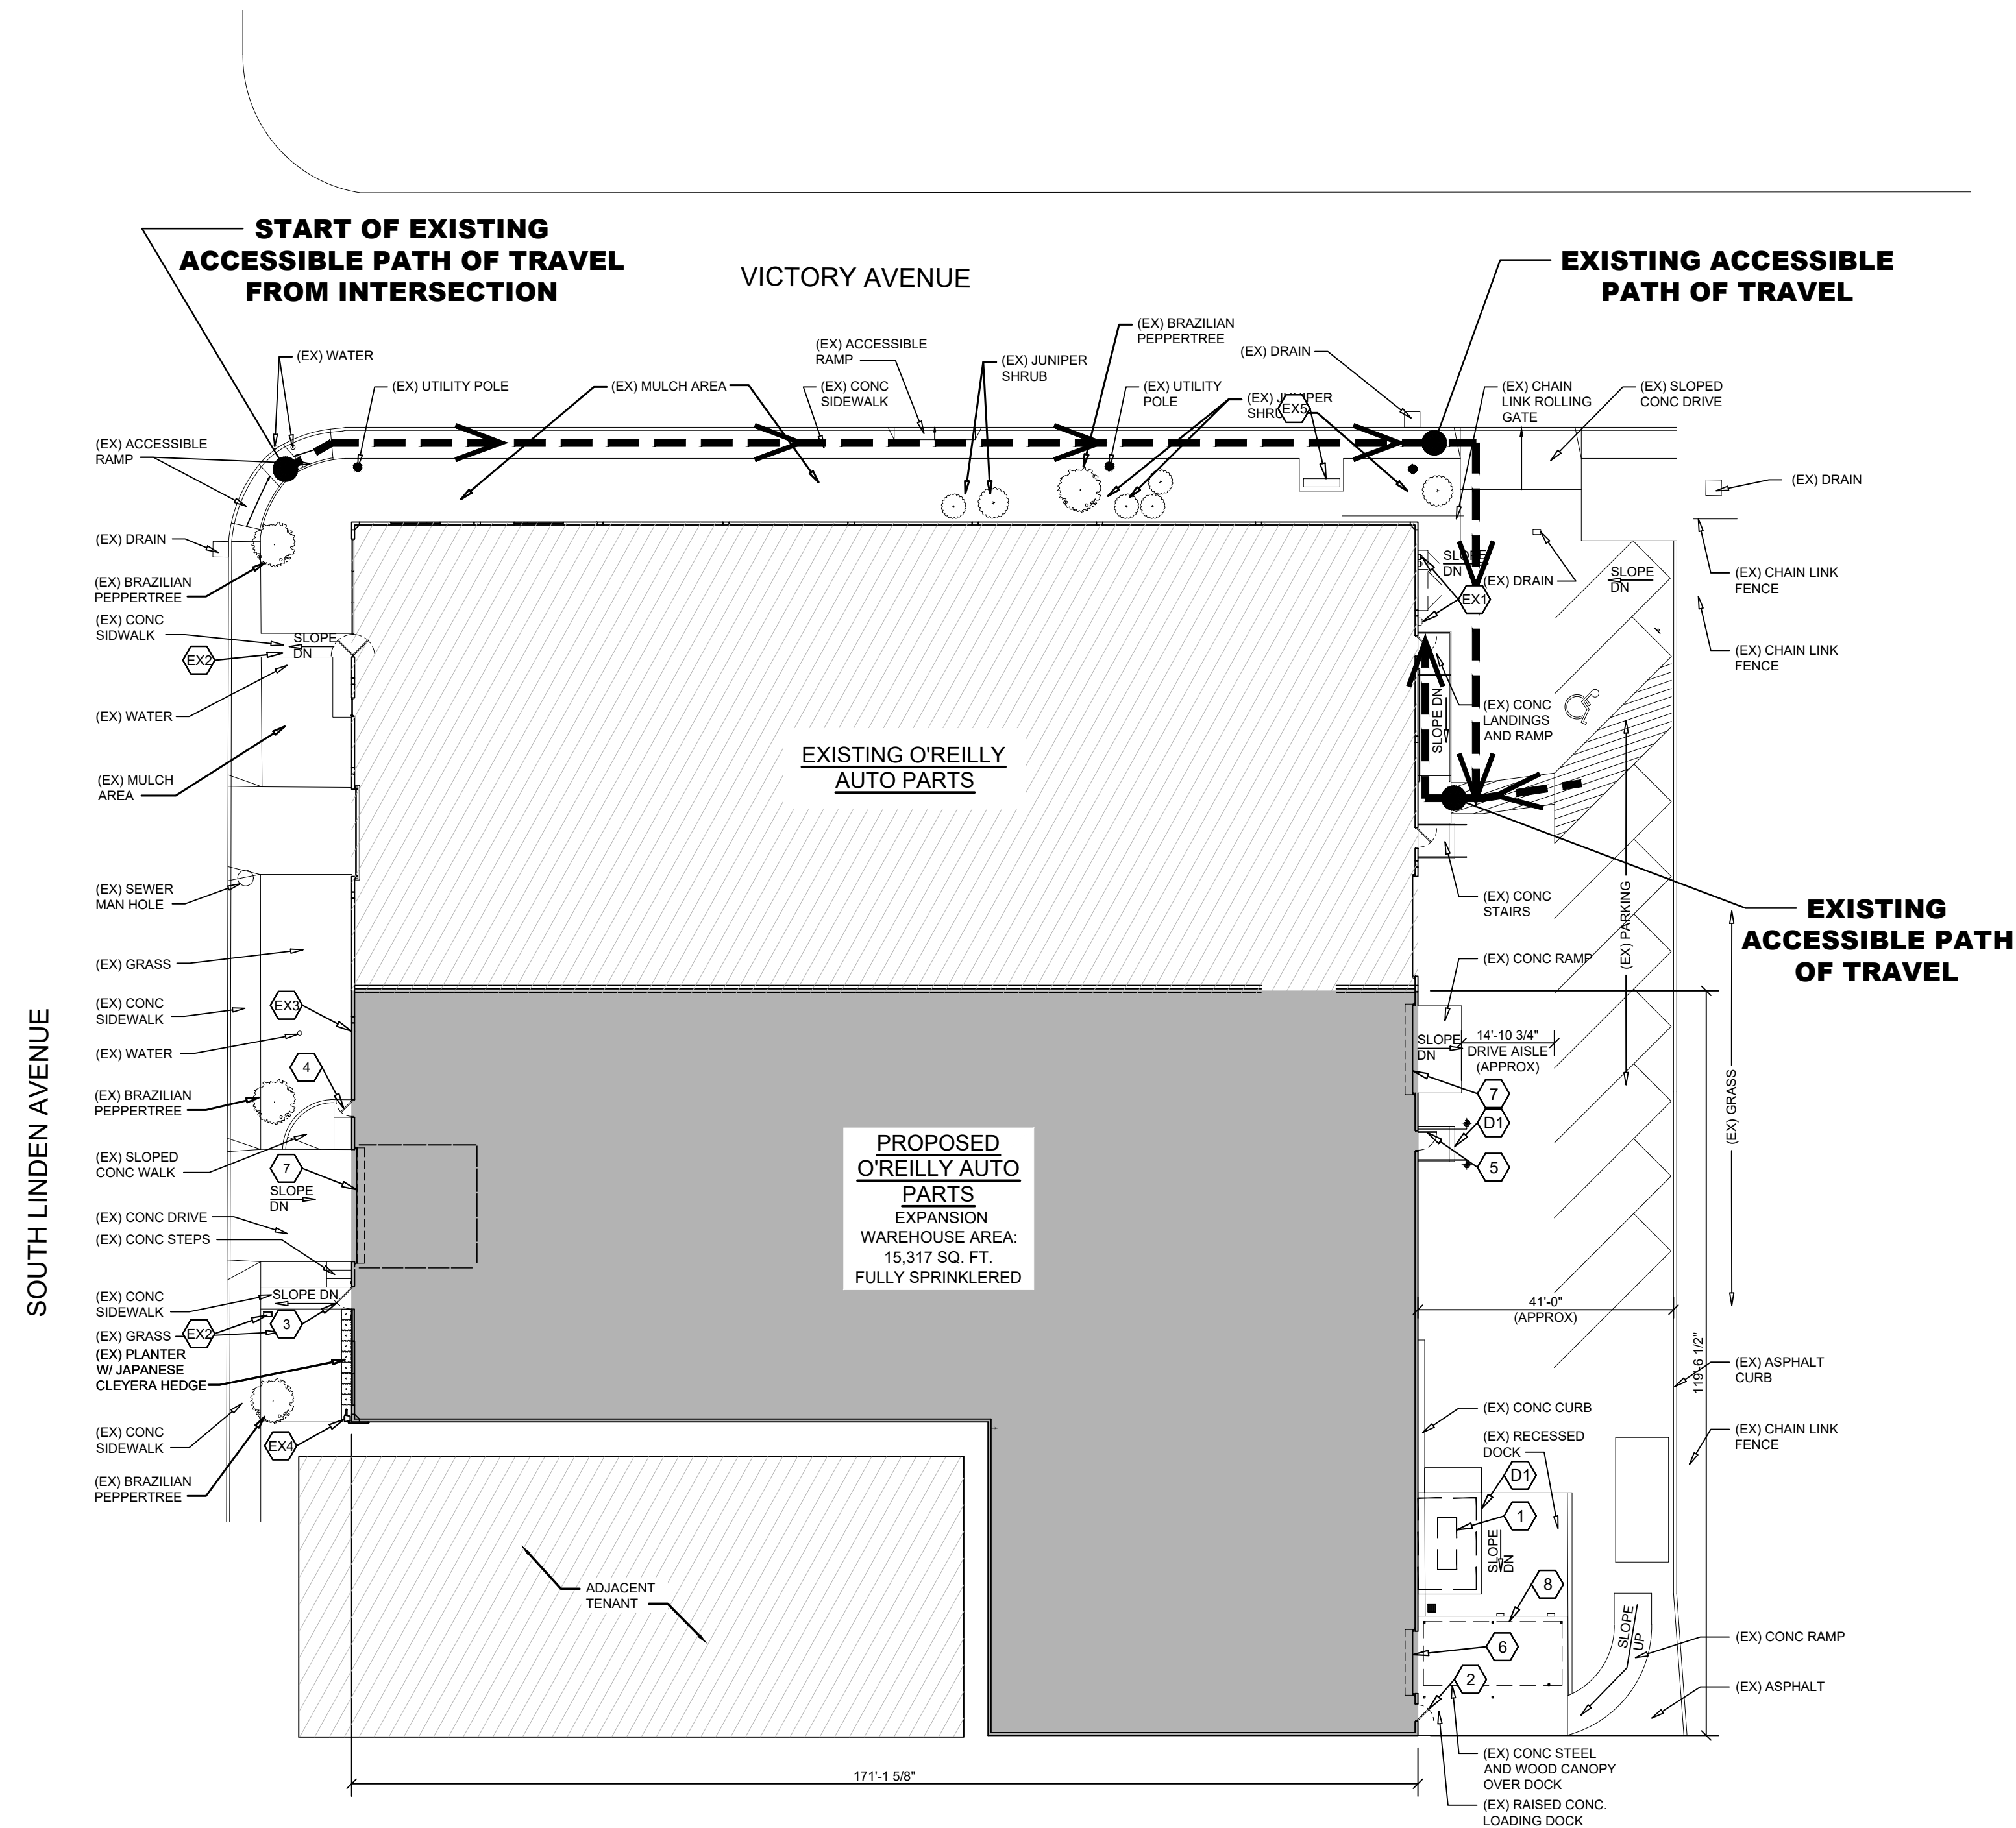 START OF EXISTING
ACCESSIBLE PATH OF TRAVEL
FROM INTERSECTION
VICTORY AVENUE
EXISTING ACCESSIBLE
PATH OF TRAVEL
(EX) WATER
(EX) UTILITY POLE
(EX) MULCH AREA
(EX) ACCESSIBLE
RAMP
(EX) CONC
SIDEWALK
(EX) JUNIPER
SHRUB
(EX) BRAZILIAN
PEPPERTREE
(EX) UTILITY
POLE
(EX) DRAIN
(EX) JUNIPER
SHRUB
EX5
(EX) CHAIN
LINK ROLLING
GATE
(EX) SLOPED
CONC DRIVE
(EX) ACCESSIBLE
RAMP
(EX) DRAIN
(EX) BRAZILIAN
PEPPERTREE
(EX) CONC
SIDWALK
SLOPE
DN
EX2
(EX) WATER
(EX) MULCH
AREA
(EX) SEWER
MAN HOLE
(EX) GRASS
(EX) CONC
SIDEWALK
EX3
(EX) WATER
4
(EX) BRAZILIAN
PEPPERTREE
(EX) SLOPED
CONC WALK
7
SLOPE
DN
(EX) CONC DRIVE
(EX) CONC STEPS
(EX) CONC
SIDEWALK
SLOPE DN
(EX) GRASS
EX2
3
(EX) PLANTER
W/ JAPANESE
CLEYERA HEDGE
(EX) CONC
SIDEWALK
EX4
(EX) BRAZILIAN
PEPPERTREE
SOUTH LINDEN AVENUE
EXISTING O'REILLY
AUTO PARTS
PROPOSED
O'REILLY AUTO
PARTS
EXPANSION
WAREHOUSE AREA:
15,317 SQ. FT.
FULLY SPRINKLERED
ADJACENT
TENANT
171'-1 5/8"
SLOPE
DN
(EX) DRAIN
SLOPE
DN
EX1
(EX) DRAIN
(EX) CHAIN LINK
FENCE
(EX) CHAIN LINK
FENCE
SLOPE DN
(EX) CONC
LANDINGS
AND RAMP
(EX) CONC
STAIRS
(EX) PARKING
EXISTING
ACCESSIBLE PATH
OF TRAVEL
(EX) CONC RAMP
SLOPE
DN
14'-10 3/4"
DRIVE AISLE
(APPROX)
7
D1
5
(EX) GRASS
41'-0"
(APPROX)
119'-6 1/2"
(EX) ASPHALT
CURB
(EX) CONC CURB
(EX) RECESSED
DOCK
(EX) CHAIN LINK
FENCE
D1
1
SLOPE
DN
8
6
2
SLOPE
UP
(EX) CONC RAMP
(EX) ASPHALT
(EX) CONC STEEL
AND WOOD CANOPY
OVER DOCK
(EX) RAISED CONC.
LOADING DOCK